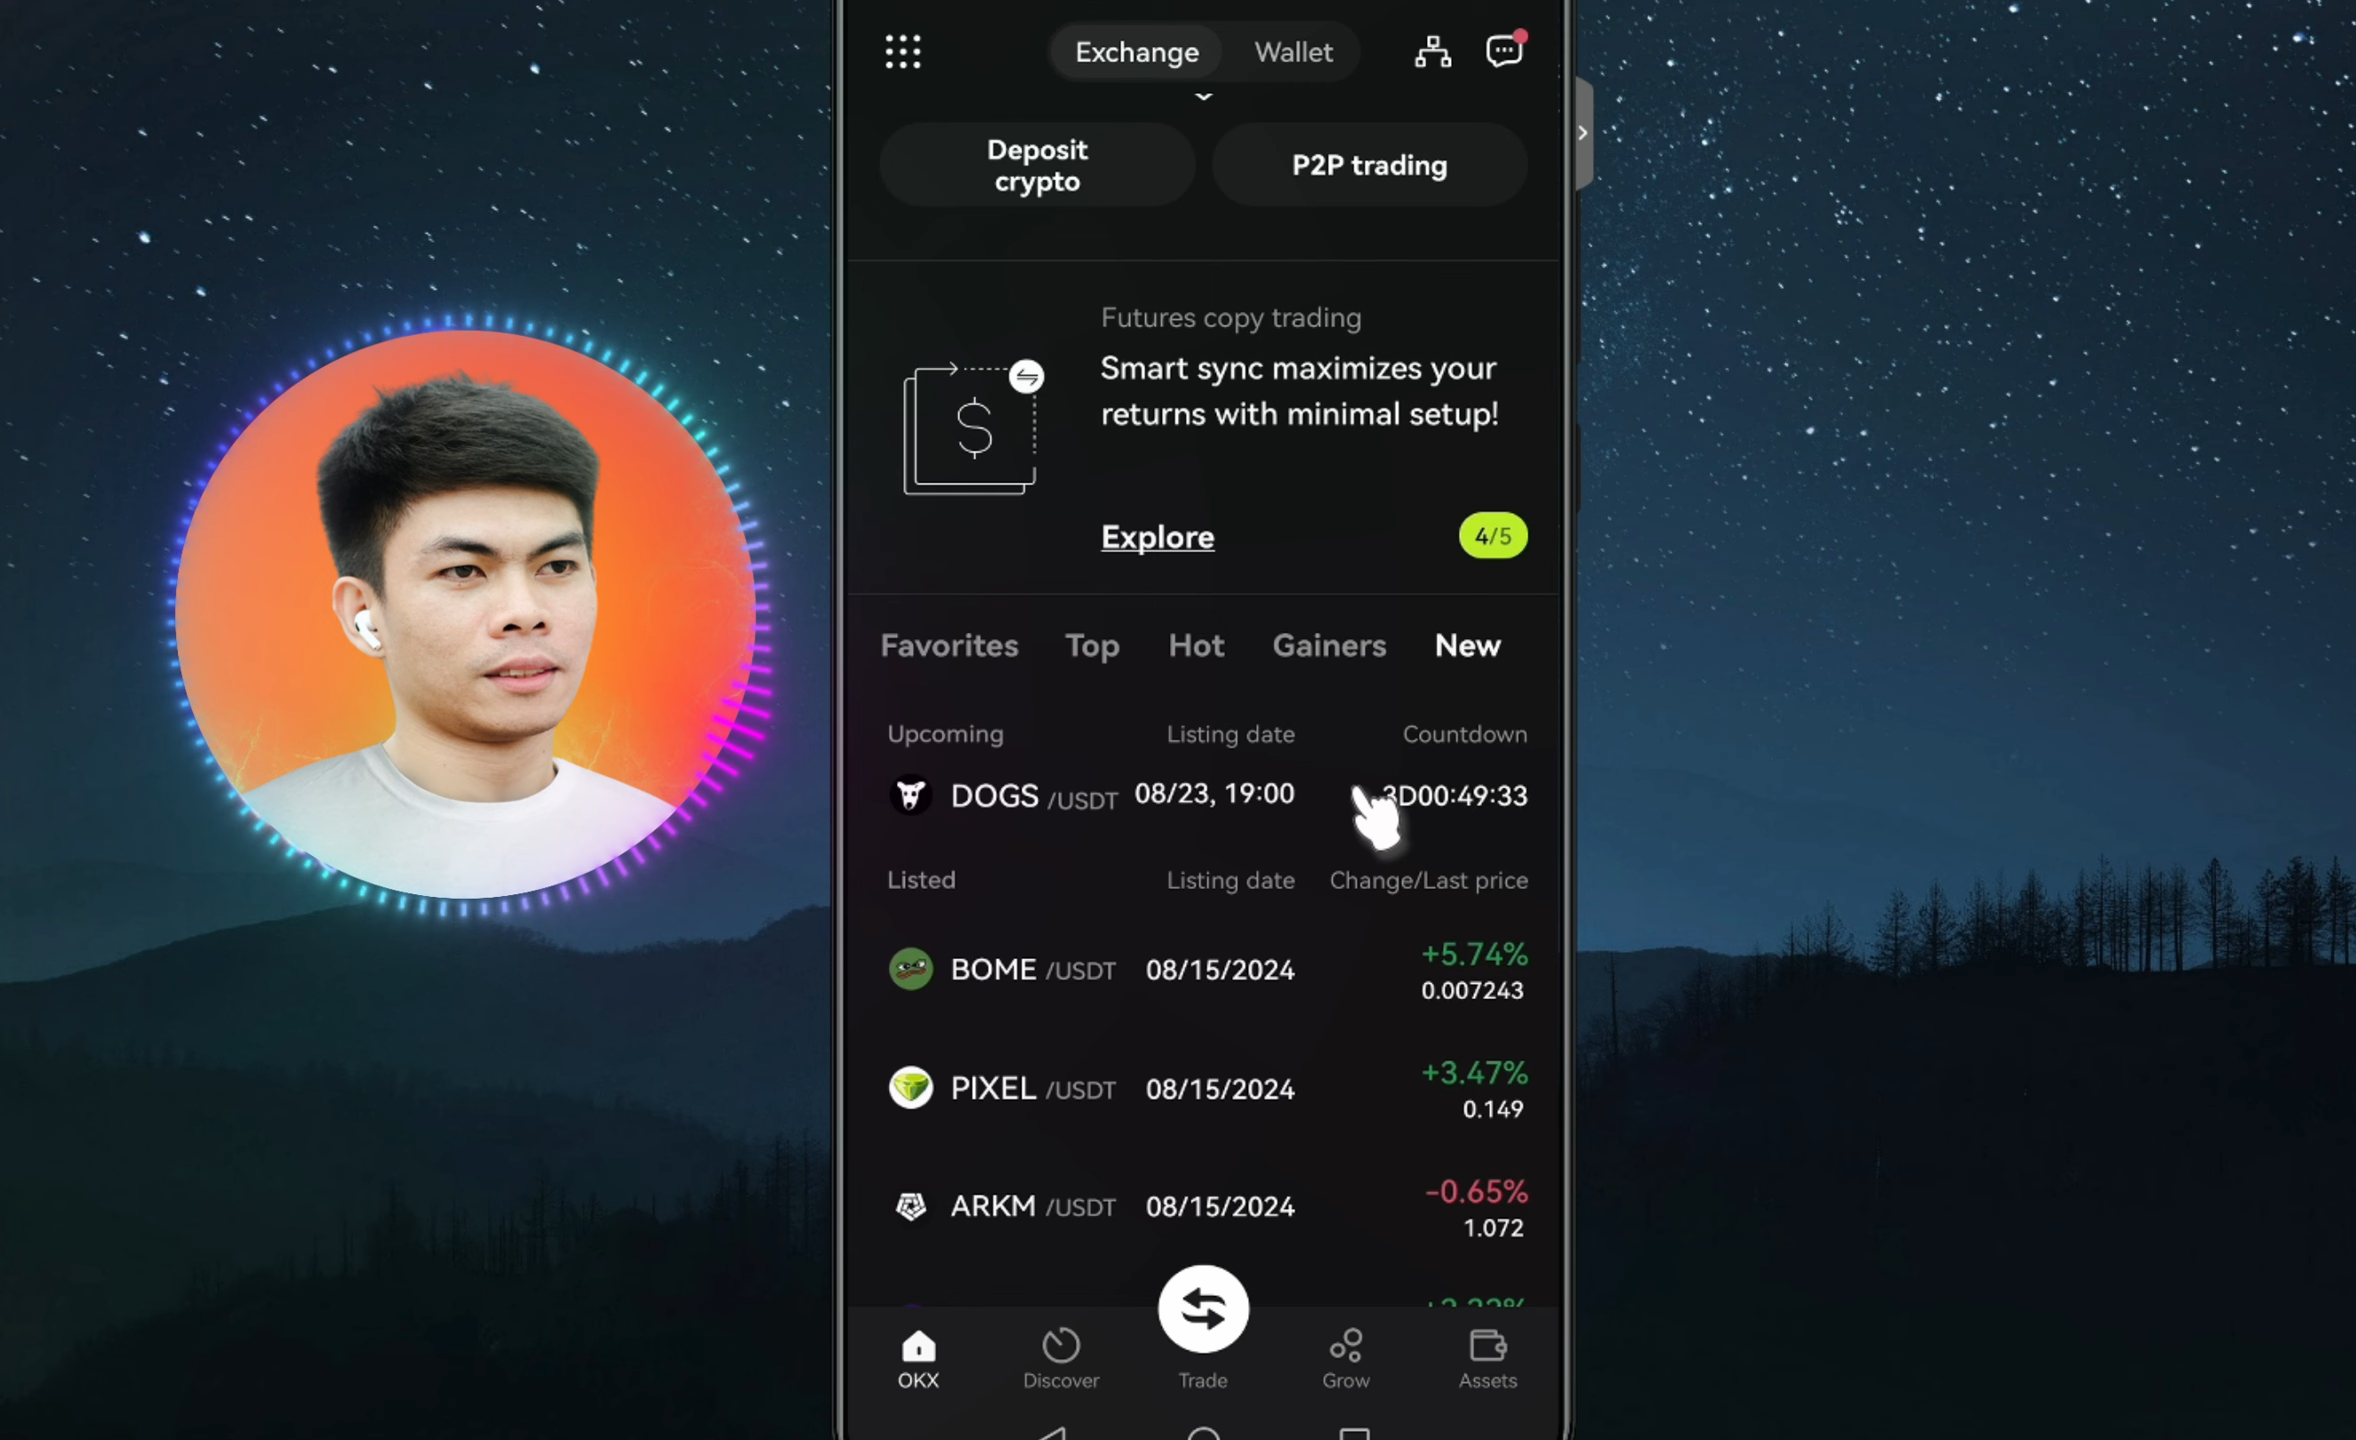 Exchange
Wallet
Deposit
crypto
P2P trading
Futures copy trading
Smart sync maximizes your
returns with minimal setup!
Explore
4/5
Favorites
Top
Hot
Gainers
New
Upcoming
Listing date
Countdown
DOGS /USDT
08/23, 19:00
3D00:49:33
Listed
Listing date
Change/Last price
BOME /USDT
08/15/2024
+5.74%
0.007243
PIXEL /USDT
08/15/2024
+3.47%
0.149
ARKM /USDT
08/15/2024
-0.65%
1.072
OKX
Discover
Trade
Grow
Assets